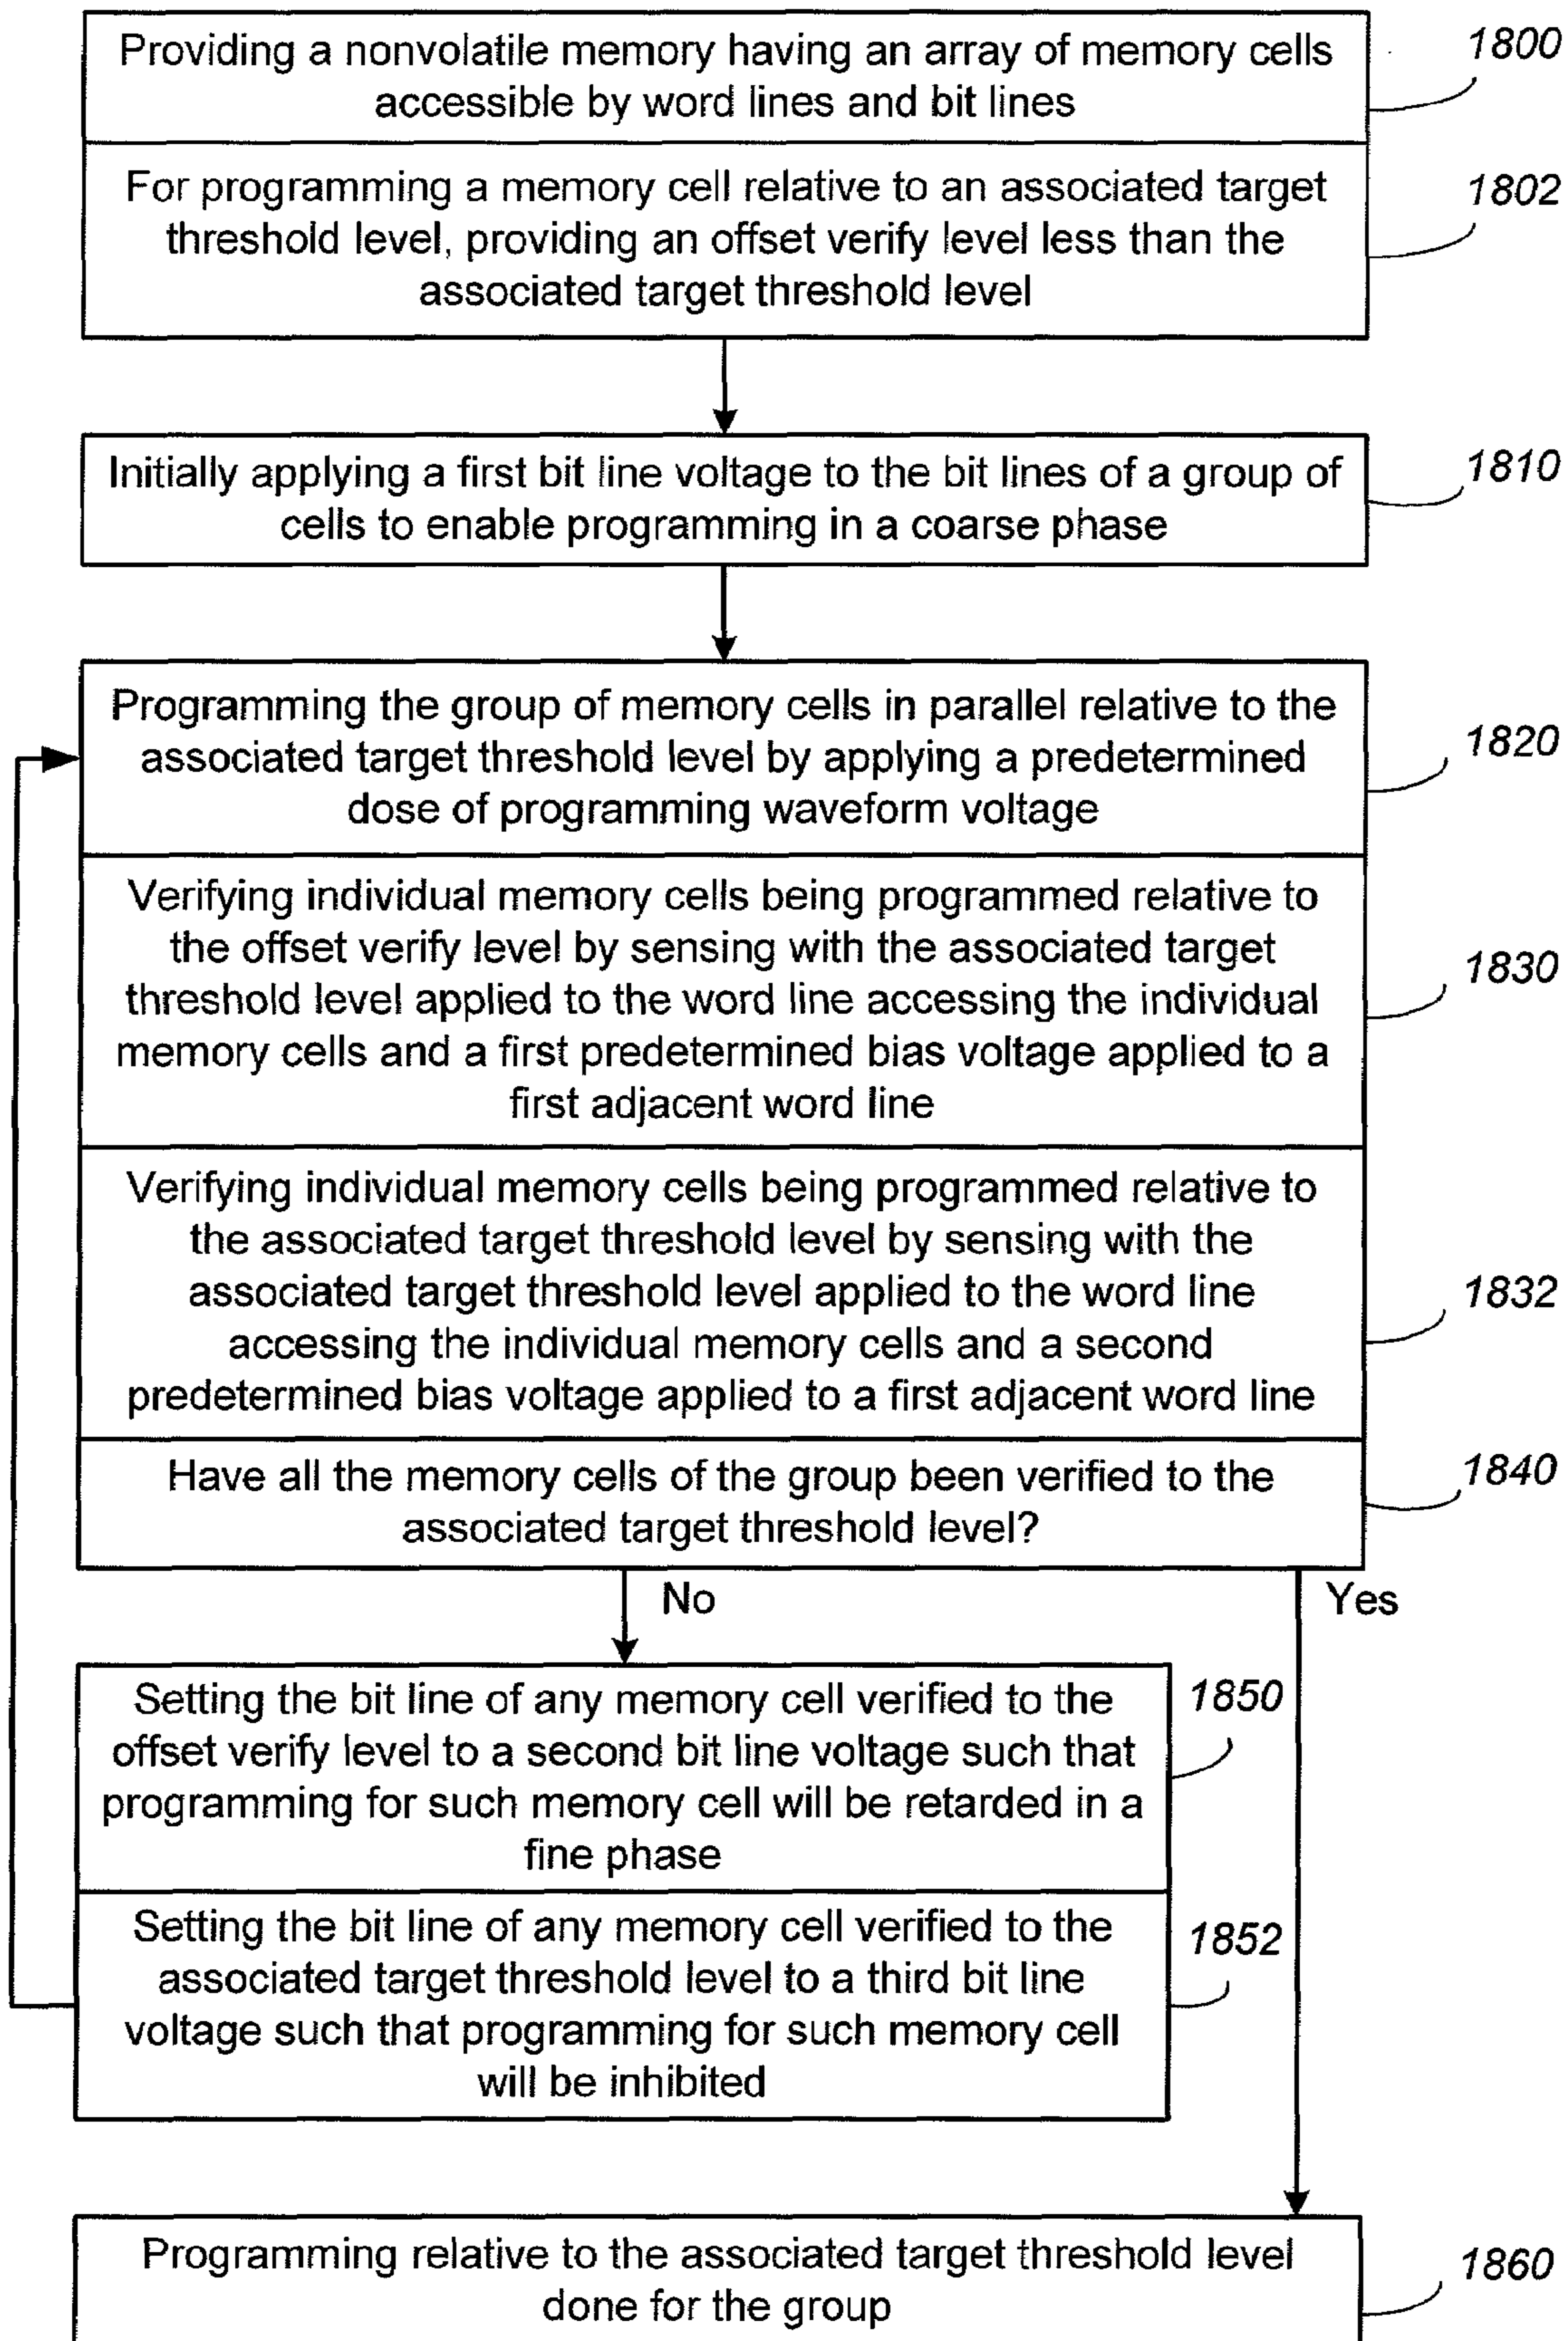 Providing a nonvolatile memory having an array of memory cells
accessible by word lines and bit lines
1800
For programming a memory cell relative to an associated target
threshold level, providing an offset verify level less than the
associated target threshold level
1802
Initially applying a first bit line voltage to the bit lines of a group of
cells to enable programming in a coarse phase
1810
Programming the group of memory cells in parallel relative to the
associated target threshold level by applying a predetermined
dose of programming waveform voltage
1820
Verifying individual memory cells being programmed relative to
the offset verify level by sensing with the associated target
threshold level applied to the word line accessing the individual
memory cells and a first predetermined bias voltage applied to a
first adjacent word line
1830
Verifying individual memory cells being programmed relative to
the associated target threshold level by sensing with the
associated target threshold level applied to the word line
accessing the individual memory cells and a second
predetermined bias voltage applied to a first adjacent word line
1832
Have all the memory cells of the group been verified to the
associated target threshold level?
1840
No
Yes
Setting the bit line of any memory cell verified to the
offset verify level to a second bit line voltage such that
programming for such memory cell will be retarded in a
fine phase
1850
Setting the bit line of any memory cell verified to the
associated target threshold level to a third bit line
voltage such that programming for such memory cell
will be inhibited
1852
Programming relative to the associated target threshold level
done for the group
1860